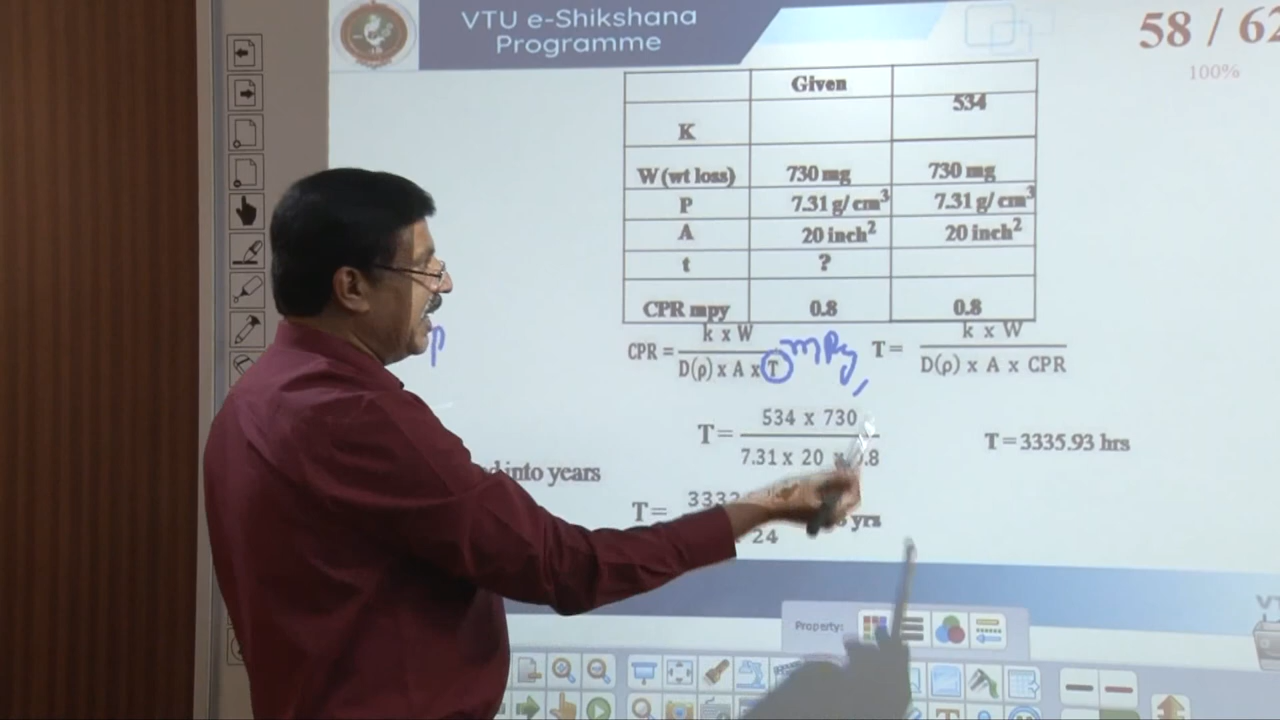 VTU e-Shikshana
Programme
58 / 62
100%
Given
K 534
W (wt loss) 730 mg 730 mg
P 7.31 g/ cm³ 7.31 g/ cm³
A 20 inch² 20 inch²
t ?
CPR mpy 0.8 0.8
CPR = k x W / D(ρ) x A x T mpy, T = k x W / D(ρ) x A x CPR
T = 534 x 730 / 7.31 x 20 x 0.8 T = 3335.93 hrs
into years
T = yrs
24
Property: